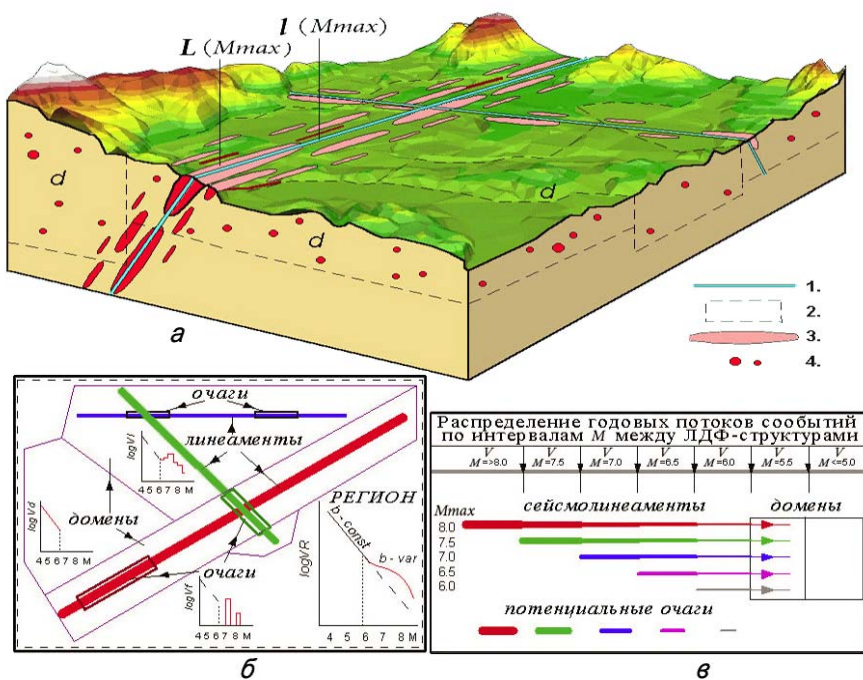 L (Mmax)
l (Mmax)
d
d
d
а
1.
2.
3.
4.
очаги
линеаменты
logVl
4 5 6 7 8 M
домены
logVd
4 5 6 7 8 M
очаги
logVf
4 5 6 7 8 M
РЕГИОН
b - const
b - var
logVR
4 5 6 7 8 M
б
Распределение годовых потоков сообытий
по интервалам M между ЛДФ-структурами
V V V V V V V
M=>8.0 M=7.5 M=7.0 M=6.5 M=6.0 M=5.5 M<=5.0
сейсмолинеаменты домены
Mmax
8.0
7.5
7.0
6.5
6.0
потенциальные очаги
в